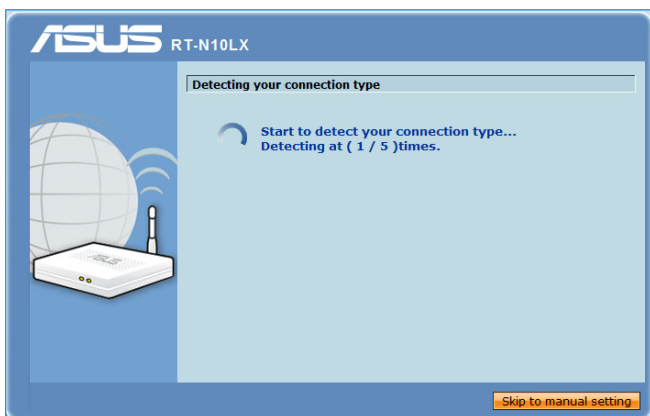 ASUS RT-N10LX
Detecting your connection type
Start to detect your connection type...
Detecting at ( 1 / 5 )times.
ASUS
Skip to manual setting